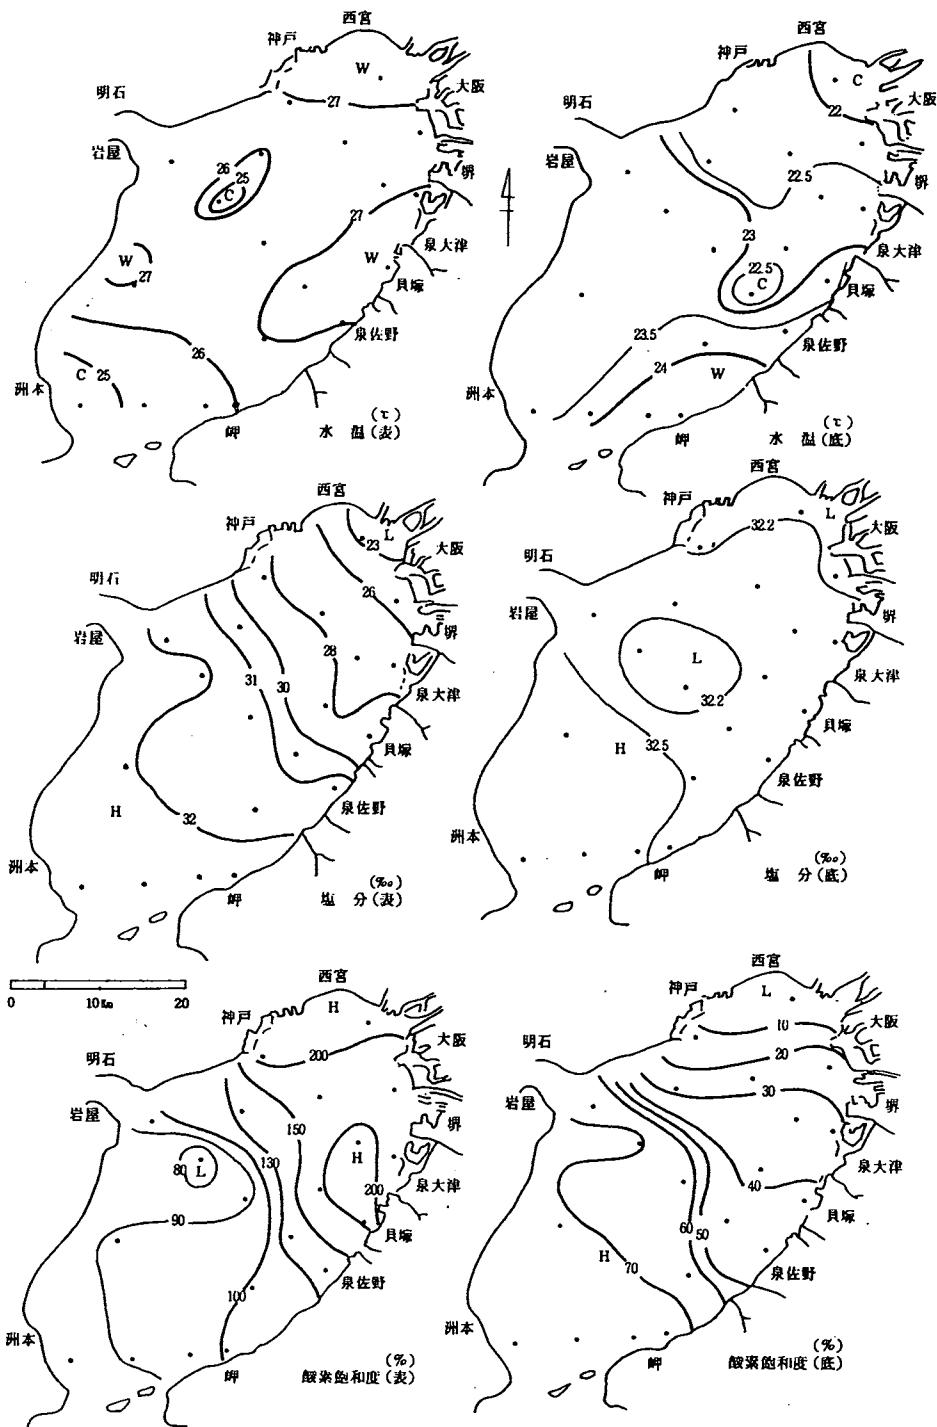 西宮
神戸
W
大阪
明石
27
岩屋
26
25
C
堺
27
泉大津
W
27
W
貝塚
泉佐野
26
C 25
洲本
岬
(℃)
水 温(表)
西宮
神戸
C
大阪
明石
22
岩屋
22.5
堺
23
泉大津
22.5
C
貝塚
23.5
泉佐野
24
W
洲本
岬
(℃)
水 温(底)
西宮
神戸
L
23
大阪
明石
26
岩屋
堺
28
31
30
泉大津
貝塚
H
泉佐野
32
洲本
(‰)
岬
塩 分(表)
神戸
西宮
L
32.2
大阪
明石
岩屋
堺
L
泉大津
32.2
H
32.5
貝塚
泉佐野
洲本
(‰)
岬
塩 分(底)
0
10Km
20
西宮
H
神戸
200
大阪
明石
岩屋
150
堺
130
H
80
L
泉大津
200
90
貝塚
泉佐野
100
洲本
(%)
岬
酸素飽和度(表)
西宮
神戸
L
10
大阪
明石
20
30
岩屋
堺
泉大津
40
貝塚
60
50
H
70
泉佐野
洲本
(%)
岬
酸素飽和度(底)